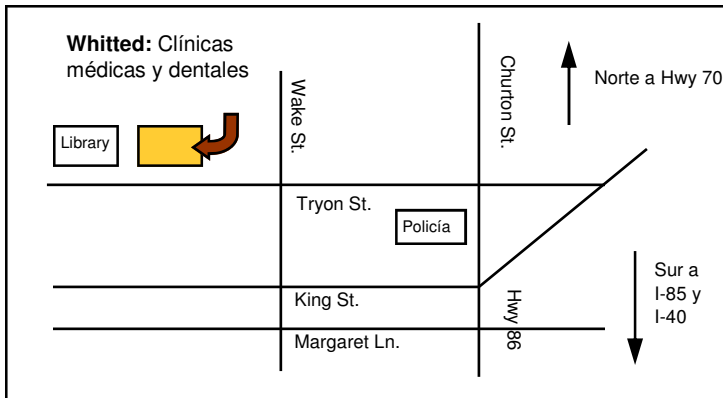 Whitted: Clínicas
médicas y dentales
Library
Wake St.
Churton St.
Norte a Hwy 70
Tryon St.
Policía
King St.
Hwy 86
Margaret Ln.
Sur a
I-85 y
I-40